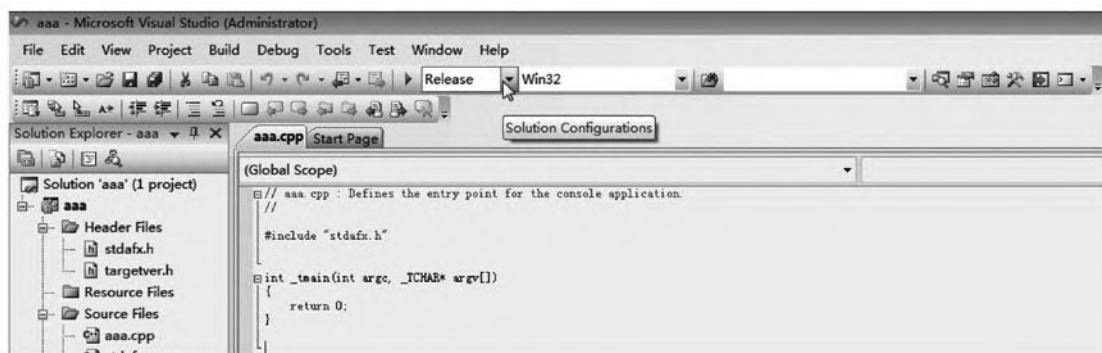 aaa - Microsoft Visual Studio (Administrator)
File Edit View Project Build Debug Tools Test Window Help
Release Win32
Solution Configurations
Solution Explorer - aaa
Solution 'aaa' (1 project)
aaa
Header Files
stdafx.h
targetver.h
Resource Files
Source Files
aaa.cpp
aaa.cpp Start Page
(Global Scope)
// aaa.cpp : Defines the entry point for the console application.
//
#include "stdafx.h"
int _tmain(int argc, _TCHAR* argv[])
{
return 0;
}